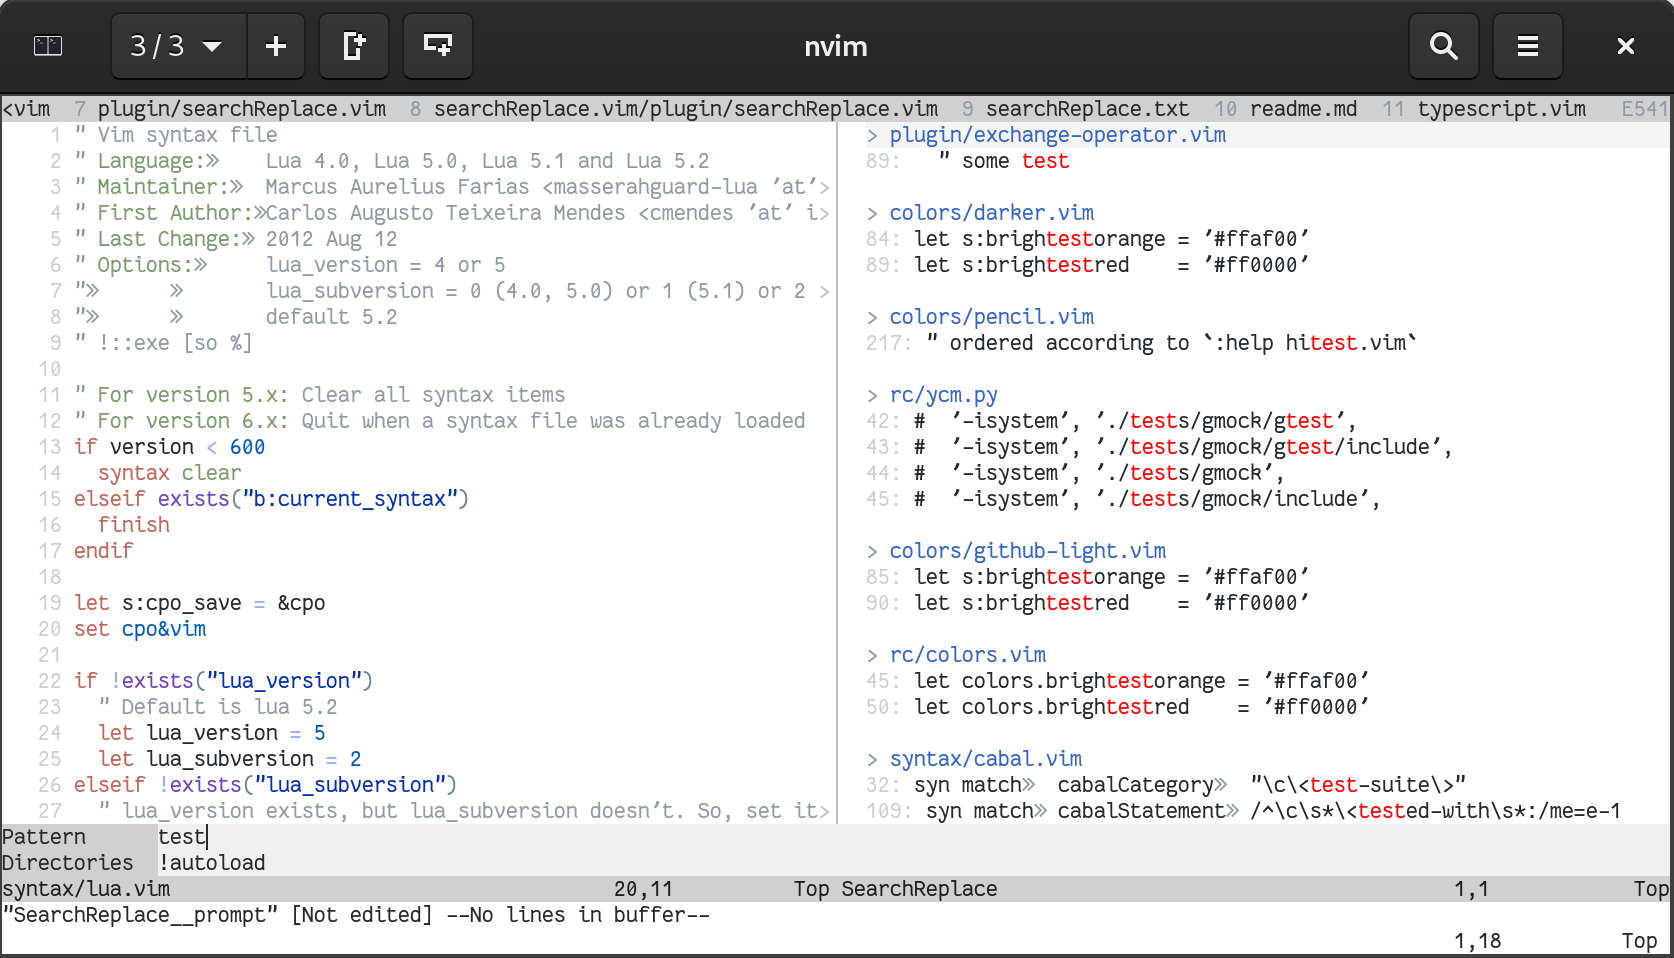 3 / 3
nvim
<vim 7 plugin/searchReplace.vim 8 searchReplace.vim/plugin/searchReplace.vim 9 searchReplace.txt 10 readme.md 11 typescript.vim E541
1 " Vim syntax file
2 " Language:» Lua 4.0, Lua 5.0, Lua 5.1 and Lua 5.2
3 " Maintainer:» Marcus Aurelius Farias <masserahguard-lua 'at'>
4 " First Author:»Carlos Augusto Teixeira Mendes <cmendes 'at' i>
5 " Last Change:» 2012 Aug 12
6 " Options:» lua_version = 4 or 5
7 "» » lua_subversion = 0 (4.0, 5.0) or 1 (5.1) or 2 >
8 "» » default 5.2
9 " !::exe [so %]
10
11 " For version 5.x: Clear all syntax items
12 " For version 6.x: Quit when a syntax file was already loaded
13 if version < 600
14 syntax clear
15 elseif exists("b:current_syntax")
16 finish
17 endif
18
19 let s:cpo_save = &cpo
20 set cpo&vim
21
22 if !exists("lua_version")
23 " Default is lua 5.2
24 let lua_version = 5
25 let lua_subversion = 2
26 elseif !exists("lua_subversion")
27 " lua_version exists, but lua_subversion doesn't. So, set it>
> plugin/exchange-operator.vim
89: " some test
> colors/darker.vim
84: let s:brightestorange = '#ffaf00'
89: let s:brightestred = '#ff0000'
> colors/pencil.vim
217: " ordered according to `:help hitest.vim`
> rc/ycm.py
42: # '-isystem', './tests/gmock/gtest',
43: # '-isystem', './tests/gmock/gtest/include',
44: # '-isystem', './tests/gmock',
45: # '-isystem', './tests/gmock/include',
> colors/github-light.vim
85: let s:brightestorange = '#ffaf00'
90: let s:brightestred = '#ff0000'
> rc/colors.vim
45: let colors.brightestorange = '#ffaf00'
50: let colors.brightestred = '#ff0000'
> syntax/cabal.vim
32: syn match» cabalCategory» "\c\<test-suite\>"
109: syn match» cabalStatement» /^\c\s*\<tested-with\s*:/me=e-1
Pattern test
Directories !autoload
syntax/lua.vim 20,11 Top SearchReplace 1,1 Top
"SearchReplace__prompt" [Not edited] --No lines in buffer--
1,18 Top